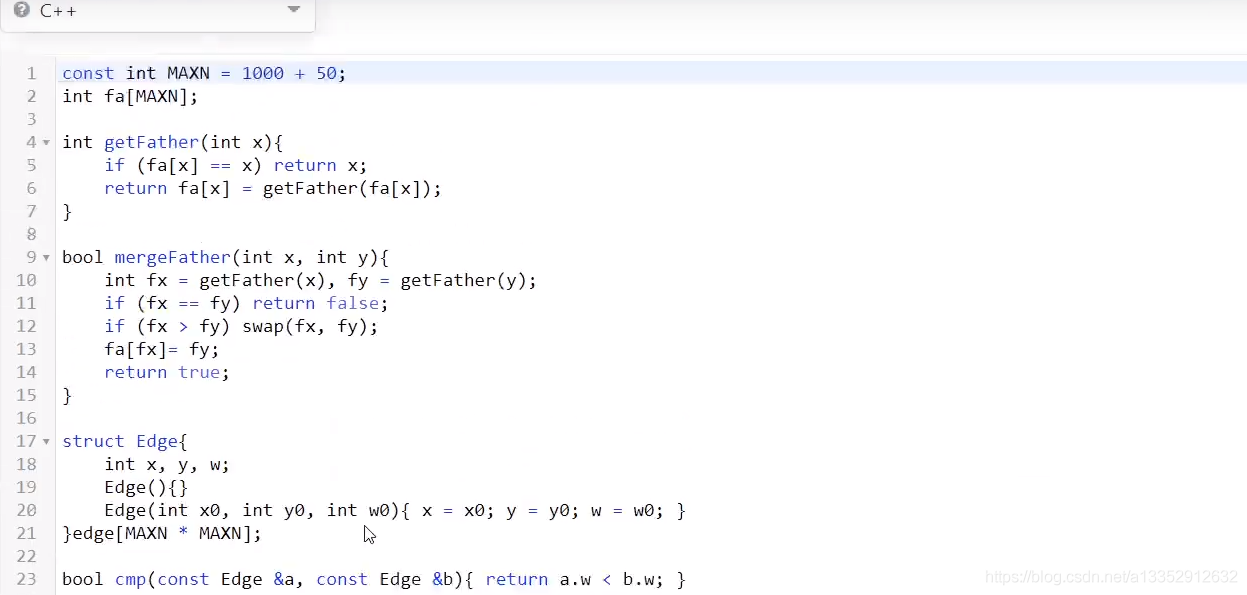 C++
1 const int MAXN = 1000 + 50;
2 int fa[MAXN];
3
4 int getFather(int x){
5     if (fa[x] == x) return x;
6     return fa[x] = getFather(fa[x]);
7 }
8
9 bool mergeFather(int x, int y){
10     int fx = getFather(x), fy = getFather(y);
11     if (fx == fy) return false;
12     if (fx > fy) swap(fx, fy);
13     fa[fx]= fy;
14     return true;
15 }
16
17 struct Edge{
18     int x, y, w;
19     Edge(){}
20     Edge(int x0, int y0, int w0){ x = x0; y = y0; w = w0; }
21 }edge[MAXN * MAXN];
22
23 bool cmp(const Edge &a, const Edge &b){ return a.w < b.w; }
https://blog.csdn.net/a13352912632